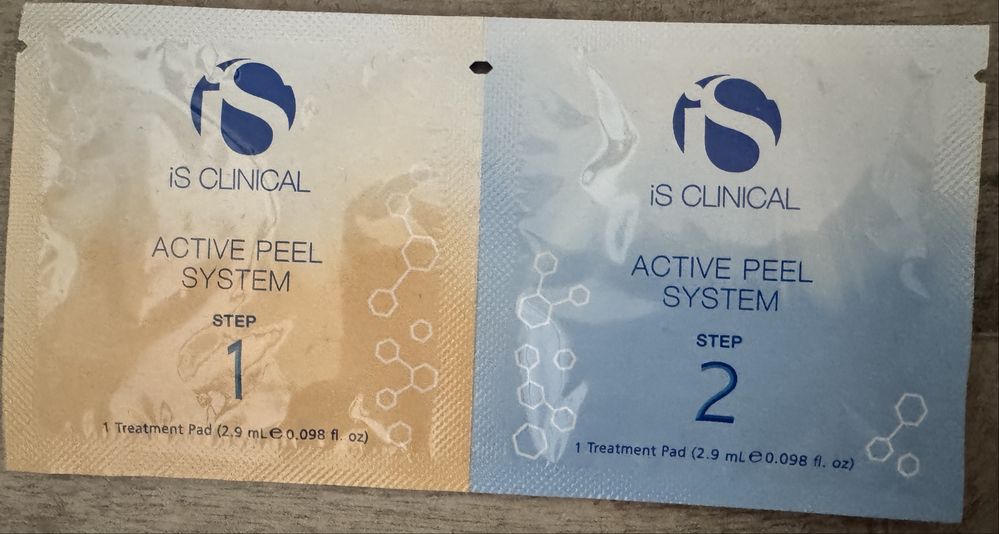 iS
iS CLINICAL
ACTIVE PEEL
SYSTEM
STEP
1
1 Treatment Pad (2.9 mL℮0.098 fl. oz)
iS
iS CLINICAL
ACTIVE PEEL
SYSTEM
STEP
2
1 Treatment Pad (2.9 mL℮0.098 fl. oz)